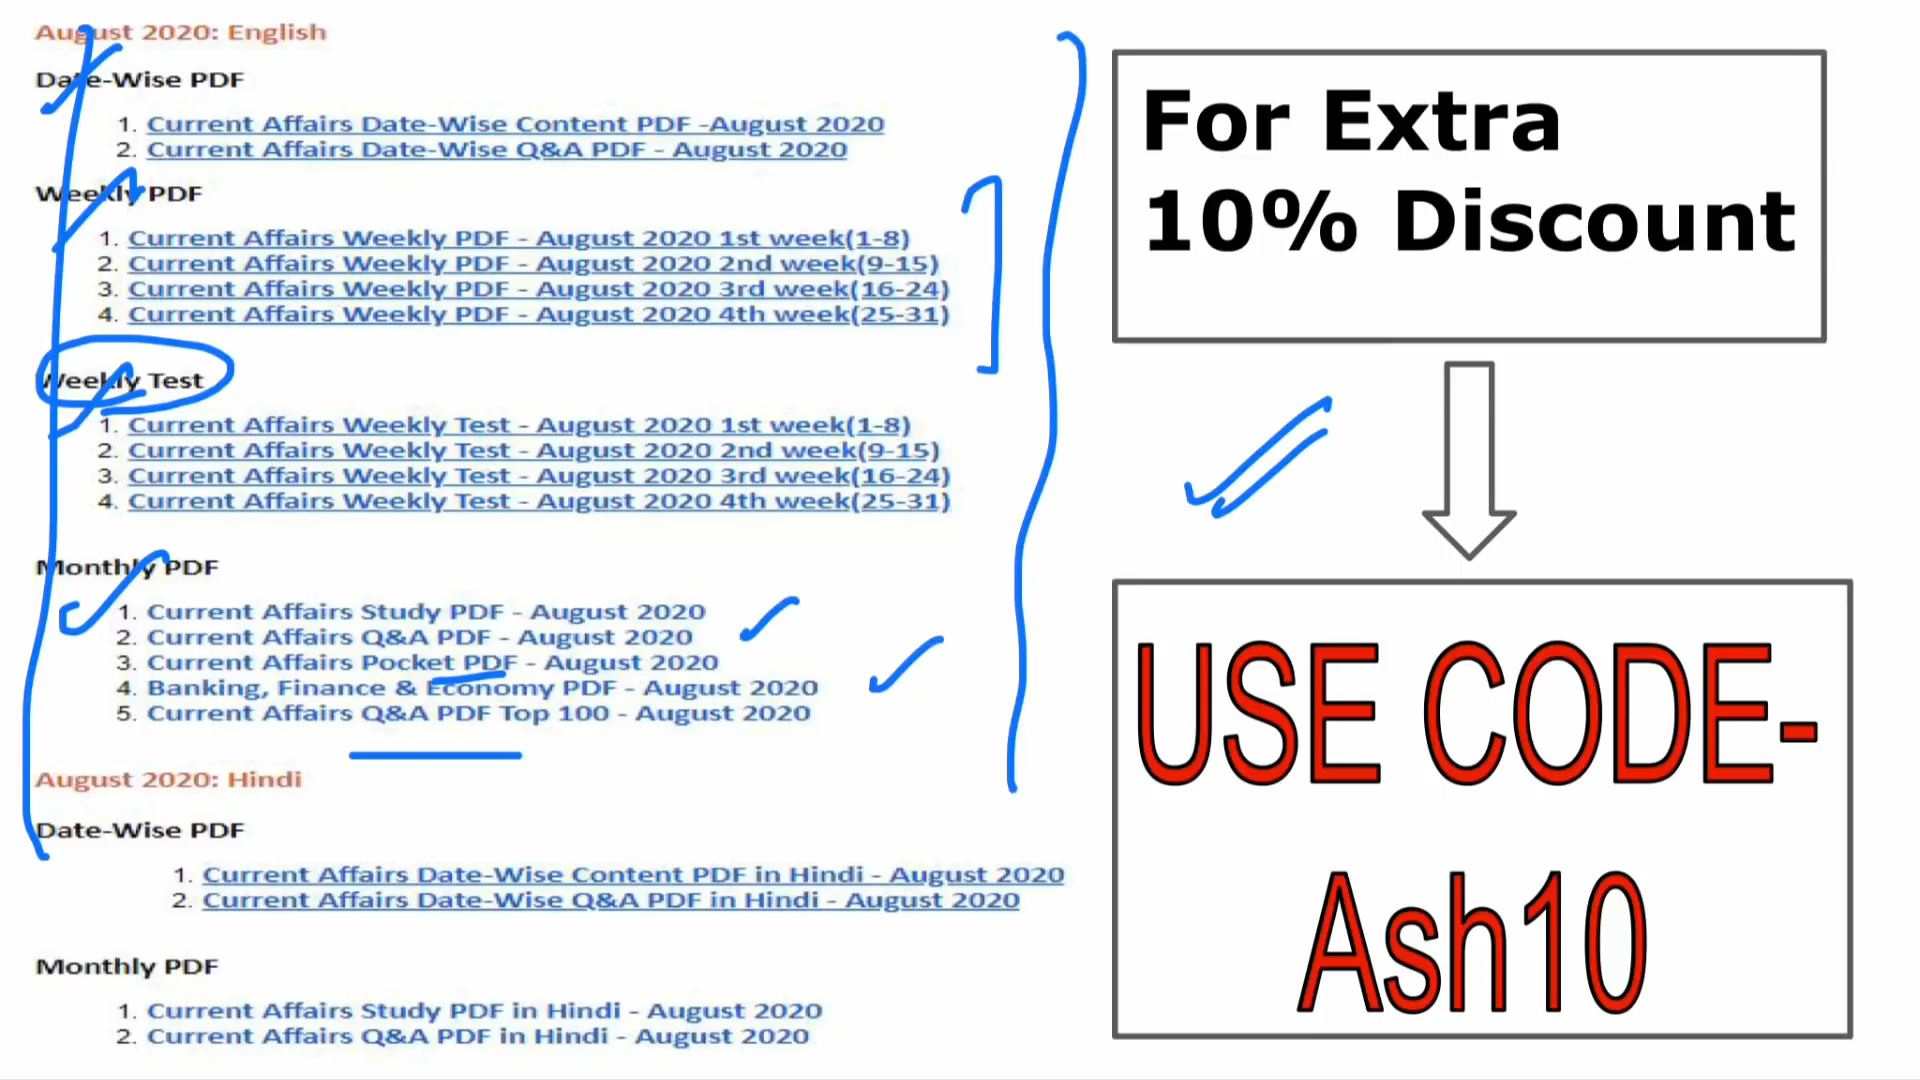 August 2020: English
Date-Wise PDF
1. Current Affairs Date-Wise Content PDF -August 2020
2. Current Affairs Date-Wise Q&A PDF - August 2020
Weekly PDF
1. Current Affairs Weekly PDF - August 2020 1st week(1-8)
2. Current Affairs Weekly PDF - August 2020 2nd week(9-15)
3. Current Affairs Weekly PDF - August 2020 3rd week(16-24)
4. Current Affairs Weekly PDF - August 2020 4th week(25-31)
Weekly Test
1. Current Affairs Weekly Test - August 2020 1st week(1-8)
2. Current Affairs Weekly Test - August 2020 2nd week(9-15)
3. Current Affairs Weekly Test - August 2020 3rd week(16-24)
4. Current Affairs Weekly Test - August 2020 4th week(25-31)
Monthly PDF
1. Current Affairs Study PDF - August 2020
2. Current Affairs Q&A PDF - August 2020
3. Current Affairs Pocket PDF - August 2020
4. Banking, Finance & Economy PDF - August 2020
5. Current Affairs Q&A PDF Top 100 - August 2020
August 2020: Hindi
Date-Wise PDF
1. Current Affairs Date-Wise Content PDF in Hindi - August 2020
2. Current Affairs Date-Wise Q&A PDF in Hindi - August 2020
Monthly PDF
1. Current Affairs Study PDF in Hindi - August 2020
2. Current Affairs Q&A PDF in Hindi - August 2020
For Extra
10% Discount
USE CODE-
Ash10